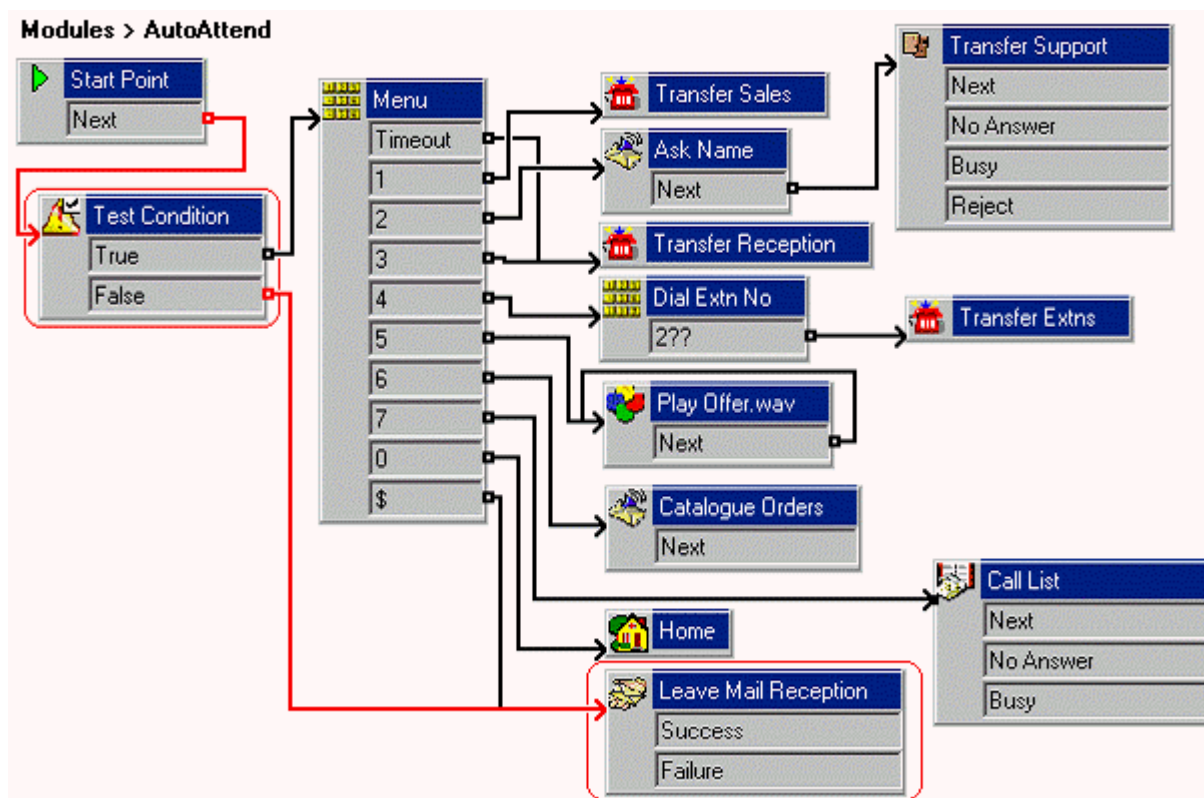 Modules > AutoAttend
Start Point
Next
Test Condition
True
False
Menu
Timeout
1
2
3
4
5
6
7
0
$
Transfer Sales
Ask Name
Next
Transfer Reception
Dial Extn No
2??
Play Offer.wav
Next
Catalogue Orders
Next
Home
Leave Mail Reception
Success
Failure
Transfer Support
Next
No Answer
Busy
Reject
Transfer Extns
Call List
Next
No Answer
Busy